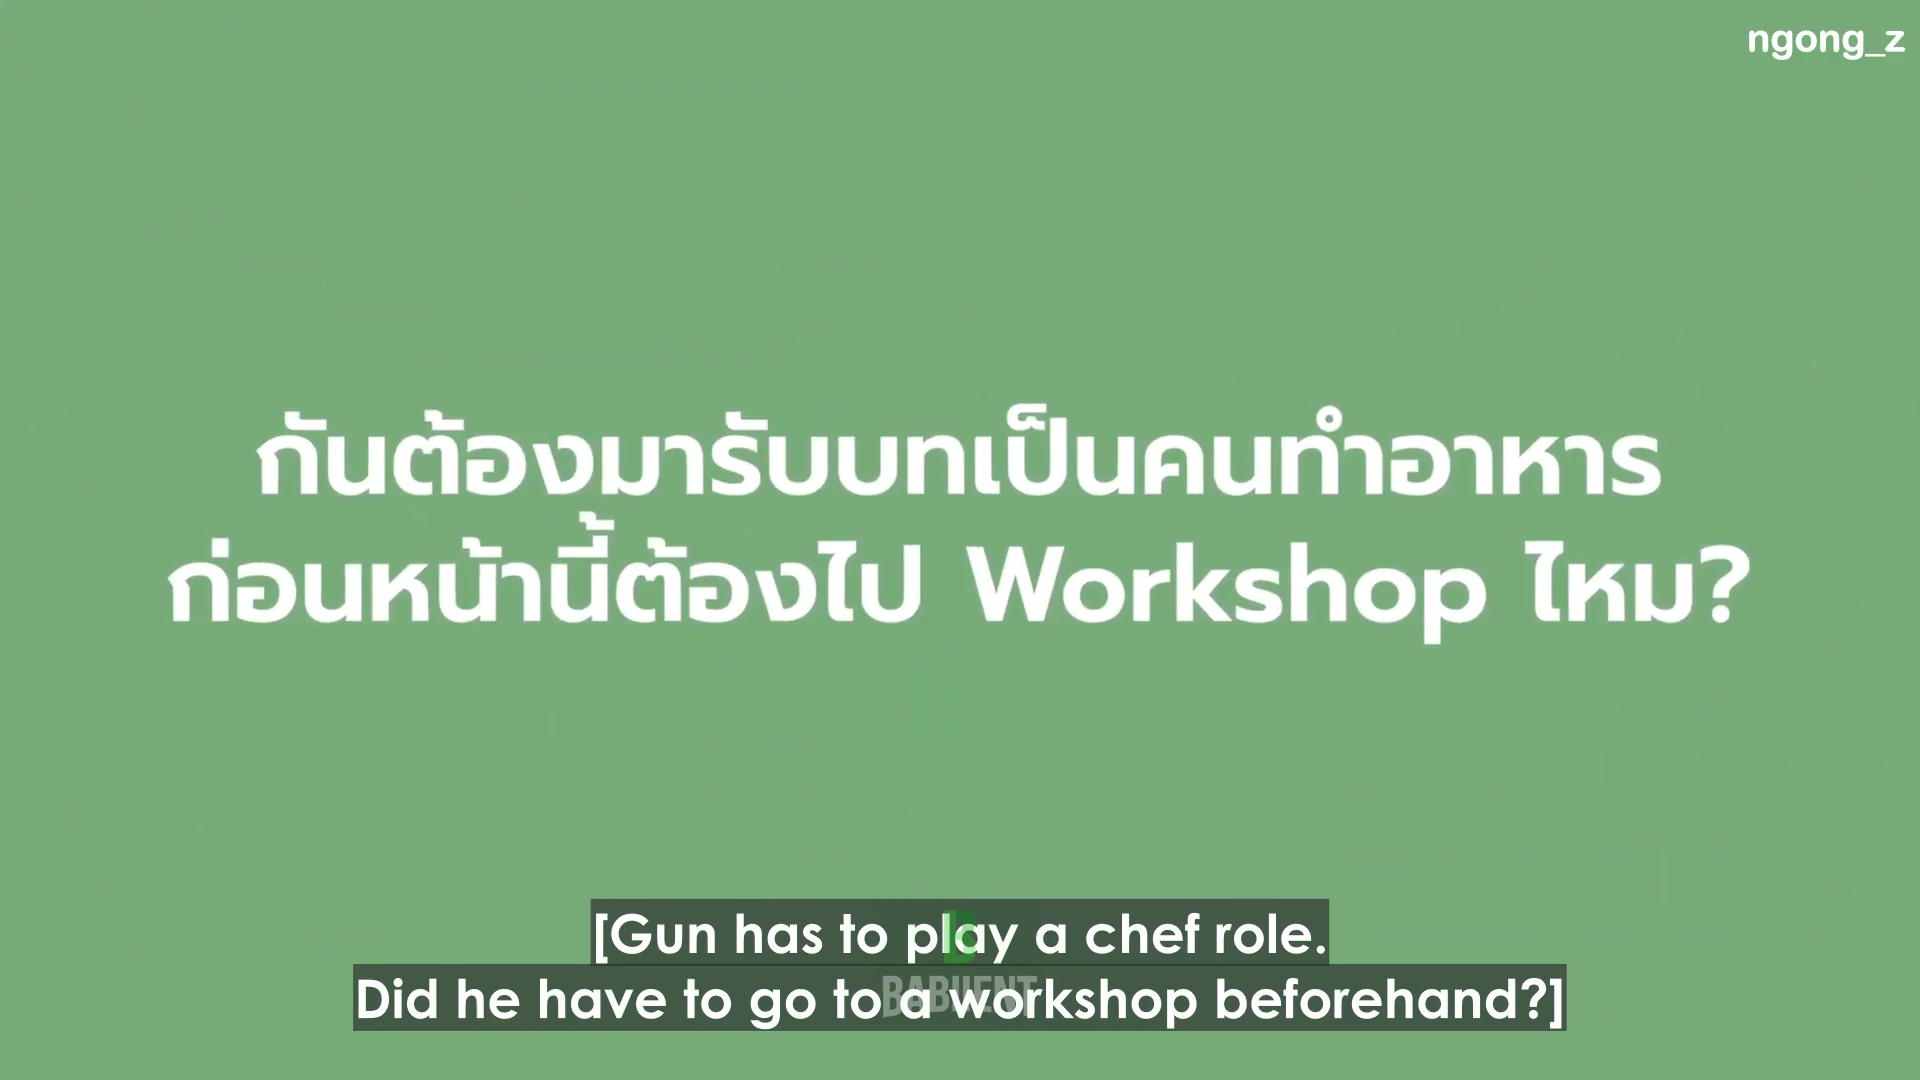 ngong_z
กันต้องมารับบทเป็นคนทำอาหาร
ก่อนหน้านี้ต้องไป Workshop ไหม?
[Gun has to play a chef role.
Did he have to go to a workshop beforehand?]
BABIIENT